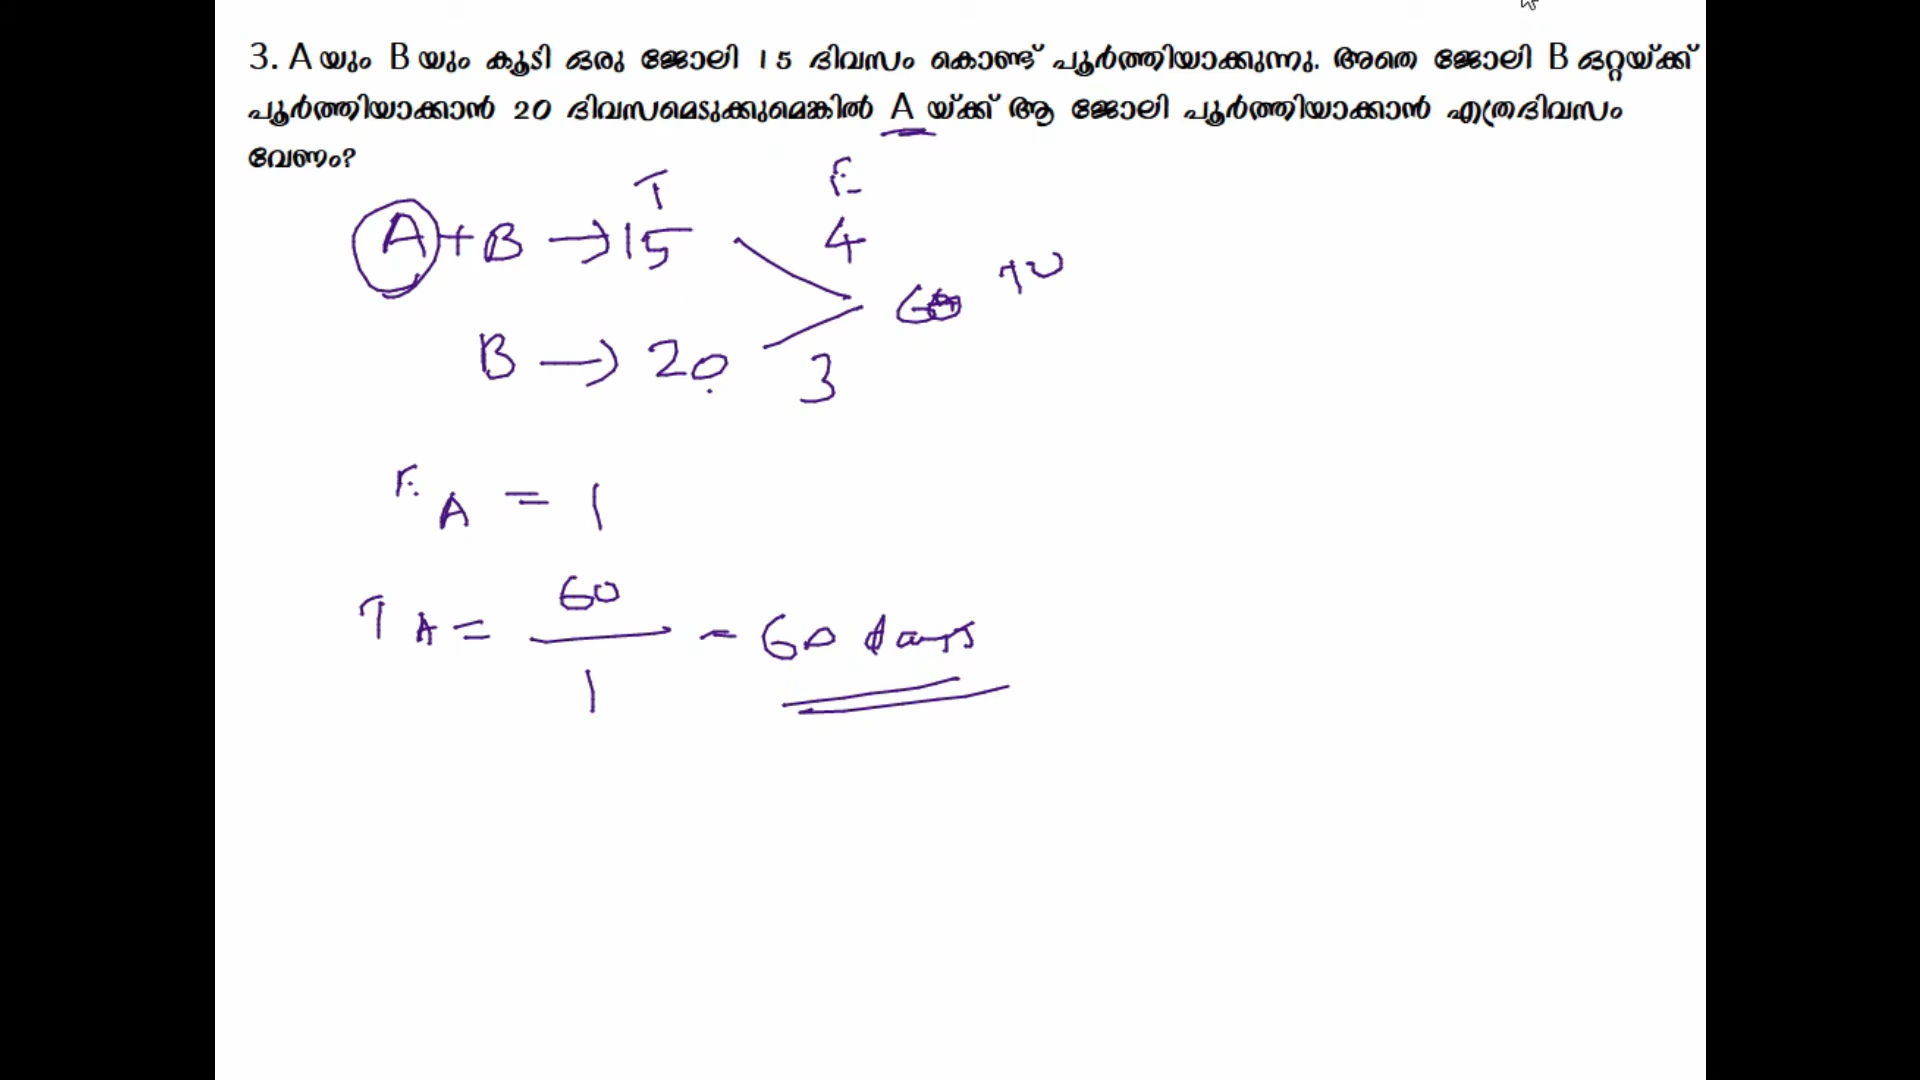 3. A യും B യും കൂടി ഒരു ജോലി 15 ദിവസം കൊണ്ട് പൂർത്തിയാക്കുന്നു. അതെ ജോലി B ഒറ്റയ്ക്ക്
പൂർത്തിയാക്കാൻ 20 ദിവസമെടുക്കുമെങ്കിൽ A യ്ക്ക് ആ ജോലി പൂർത്തിയാക്കാൻ എത്രദിവസം
വേണം?
T E
A + B → 15 4
60 TW
B → 20 3
E A = 1
T A = 60 / 1 = 60 days